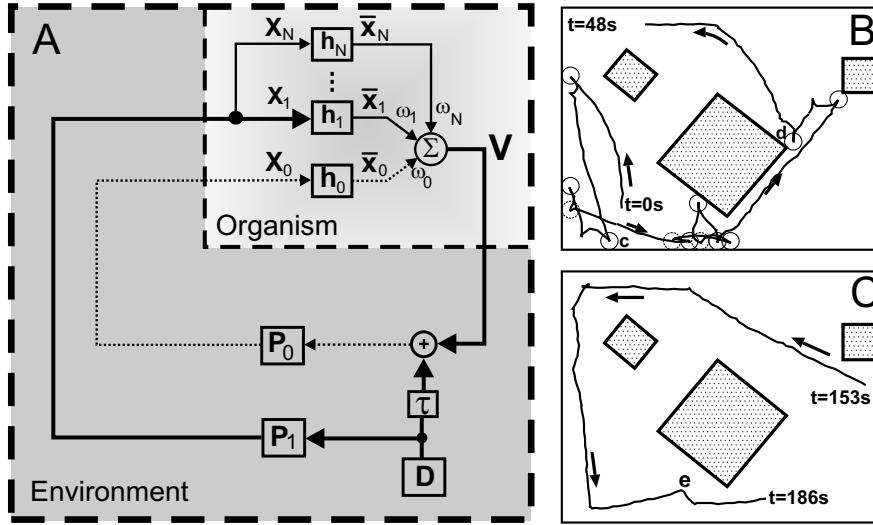 A
X_N
h_N
x̄_N
⋮
X_1
h_1
x̄_1
ω_1
ω_N
Σ
V
X_0
h_0
x̄_0
ω_0
Organism
P_0
+
τ
P_1
D
Environment
B
t=48s
d
t=0s
c
C
t=153s
e
t=186s